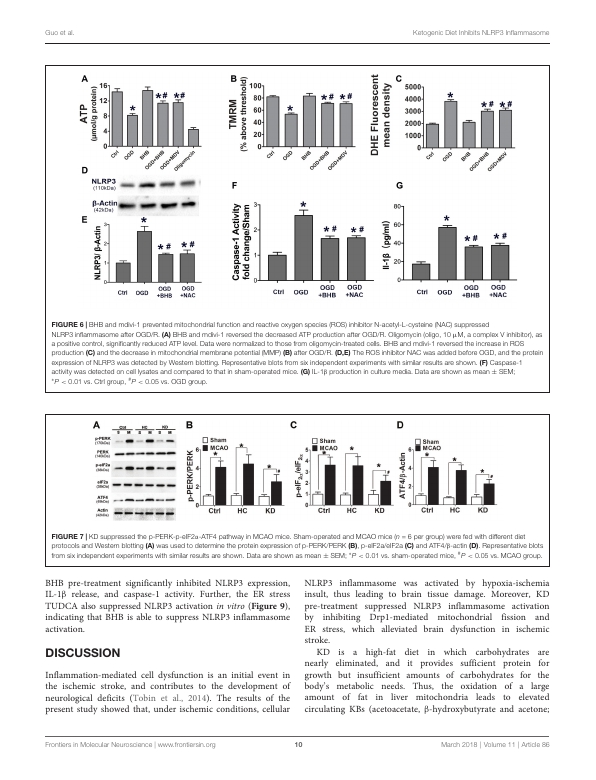 Guo et al.
Ketogenic Diet Inhibits NLRP3 Inflammasome
A
ATP
(μmol/g protein)
16
12
8
4
0
*
*#
*#
Ctrl
OGD
BHB
OGD+BHB
OGD+MDV
Oligomycin
B
TMRM
(% above threshold)
100
80
60
40
20
0
*
*#
*#
Ctrl
OGD
BHB
OGD+BHB
OGD+MDV
C
DHE Fluorescent
mean density
5000
4000
3000
2000
1000
0
*
*#
*#
Ctrl
OGD
BHB
OGD+BHB
OGD+MDV
D
NLRP3
(110kDa)
β-Actin
(42kDa)
E
NLRP3/ β-Actin
3
2
1
0
*
*#
*#
Ctrl
OGD
OGD
+BHB
OGD
+NAC
F
Caspase-1 Activity
fold change/Sham
3
2
1
0
*
*#
*#
Ctrl
OGD
OGD
+BHB
OGD
+NAC
G
Il-1β (pg/ml)
80
60
40
20
0
*
*#
*#
Ctrl
OGD
OGD
+BHB
OGD
+NAC
FIGURE 6 | BHB and mdivi-1 prevented mitochondrial function and reactive oxygen species (ROS) inhibitor N-acetyl-L-cysteine (NAC) suppressed
NLRP3 inflammasome after OGD/R. (A) BHB and mdivi-1 reversed the decreased ATP production after OGD/R. Oligomycin (oligo, 10 μM, a complex V inhibitor), as
a positive control, significantly reduced ATP level. Data were normalized to those from oligomycin-treated cells. BHB and mdivi-1 reversed the increase in ROS
production (C) and the decrease in mitochondrial membrane potential (MMP) (B) after OGD/R. (D,E) The ROS inhibitor NAC was added before OGD, and the protein
expression of NLRP3 was detected by Western blotting. Representative blots from six independent experiments with similar results are shown. (F) Caspase-1
activity was detected on cell lysates and compared to that in sham-operated mice. (G) IL-1β production in culture media. Data are shown as mean ± SEM;
*P < 0.01 vs. Ctrl group, #P < 0.05 vs. OGD group.
A
Ctrl HC KD
S M S M S M
p-PERK
(170kDa)
PERK
(140kDa)
p-eIF2α
(38kDa)
eIF2α
(38kDa)
ATF4
Actin
B
p-PERK/PERK
6
4
2
0
Sham
MCAO
*
*
*
#
Ctrl
HC
KD
C
p-eIF2α/eIF2α
6
4
2
0
Sham
MCAO
*
*
*
#
Ctrl
HC
KD
D
ATF4/β-Actin
6
4
2
0
Sham
MCAO
*
*
*
#
Ctrl
HC
KD
FIGURE 7 | KD suppressed the p-PERK-p-eIF2α-ATF4 pathway in MCAO mice. Sham-operated and MCAO mice (n = 6 per group) were fed with different diet
protocols and Western blotting (A) was used to determine the protein expression of p-PERK/PERK (B), p-eIF2α/eIF2α (C) and ATF4/β-actin (D). Representative blots
from six independent experiments with similar results are shown. Data are shown as mean ± SEM; *P < 0.01 vs. sham-operated mice, #P < 0.05 vs. MCAO group.
BHB pre-treatment significantly inhibited NLRP3 expression,
IL-1β release, and caspase-1 activity. Further, the ER stress
TUDCA also suppressed NLRP3 activation in vitro (Figure 9),
indicating that BHB is able to suppress NLRP3 inflammasome
activation.
DISCUSSION
Inflammation-mediated cell dysfunction is an initial event in
the ischemic stroke, and contributes to the development of
neurological deficits (Tobin et al., 2014). The results of the
present study showed that, under ischemic conditions, cellular
NLRP3 inflammasome was activated by hypoxia-ischemia
insult, thus leading to brain tissue damage. Moreover, KD
pre-treatment suppressed NLRP3 inflammasome activation
by inhibiting Drp1-mediated mitochondrial fission and
ER stress, which alleviated brain dysfunction in ischemic
stroke.
KD is a high-fat diet in which carbohydrates are
nearly eliminated, and it provides sufficient protein for
growth but insufficient amounts of carbohydrates for the
body's metabolic needs. Thus, the oxidation of a large
amount of fat in liver mitochondria leads to elevated
circulating KBs (acetoacetate, β-hydroxybutyrate and acetone;
Frontiers in Molecular Neuroscience | www.frontiersin.org
10
March 2018 | Volume 11 | Article 86